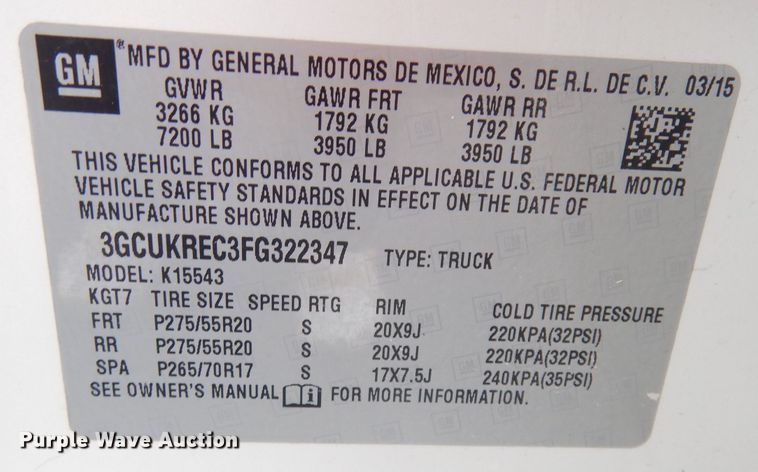 GM® MFD BY GENERAL MOTORS DE MEXICO, S. DE R.L. DE C.V. 03/15
GVWR GAWR FRT GAWR RR
3266 KG 1792 KG 1792 KG
7200 LB 3950 LB 3950 LB
THIS VEHICLE CONFORMS TO ALL APPLICABLE U.S. FEDERAL MOTOR
VEHICLE SAFETY STANDARDS IN EFFECT ON THE DATE OF
MANUFACTURE SHOWN ABOVE.
3GCUKREC3FG322347 TYPE: TRUCK
MODEL: K15543
KGT7 TIRE SIZE SPEED RTG RIM COLD TIRE PRESSURE
FRT P275/55R20 S 20X9J 220KPA(32PSI)
RR P275/55R20 S 20X9J 220KPA(32PSI)
SPA P265/70R17 S 17X7.5J 240KPA(35PSI)
SEE OWNER'S MANUAL i FOR MORE INFORMATION.
Purple Wave Auction